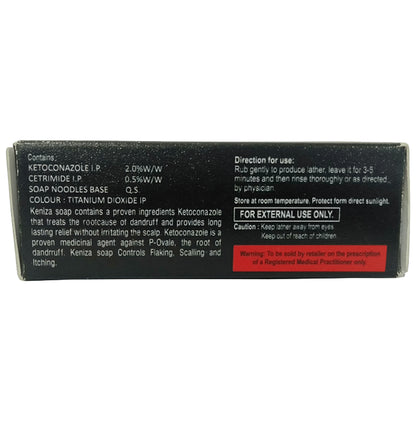 Contains:
KETOCONAZOLE I.P. 2.0%W/W
CETRIMIDE I.P. 0.5%W/W
SOAP NOODLES BASE Q.S.
COLOUR : TITANIUM DIOXIDE IP
Keniza soap contains a proven ingredients Ketoconazole
that treats the rootcause of dandruff and provides long
lasting relief without irritating the scalp. Ketoconazole is a
proven medicinal agent against P-Ovale, the root of
dandruff. Keniza soap Controls Flaking, Scalling and
Itching.
Direction for use:
Rub gently to produce lather, leave it for 3-5
minutes and then rinse thoroughly or as directed
by physician.
Store at room temperature. Protect form direct sunlight.
FOR EXTERNAL USE ONLY.
Caution : Keep lather away from eyes
Keep out of reach of children.
Warning: To be sold by retailer on the prescription
of a Registered Medical Practitioner only.